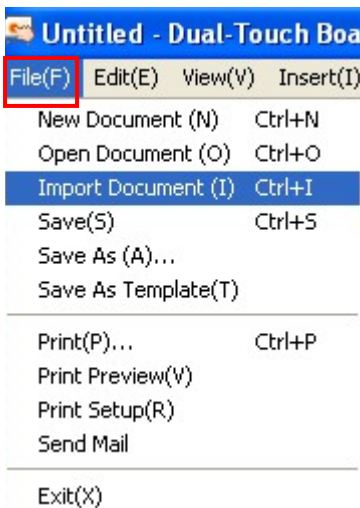 Untitled - Dual-Touch Boa
File(F) Edit(E) View(V) Insert(I)
New Document (N) Ctrl+N
Open Document (O) Ctrl+O
Import Document (I) Ctrl+I
Save(S) Ctrl+S
Save As (A)...
Save As Template(T)
Print(P)... Ctrl+P
Print Preview(V)
Print Setup(R)
Send Mail
Exit(X)